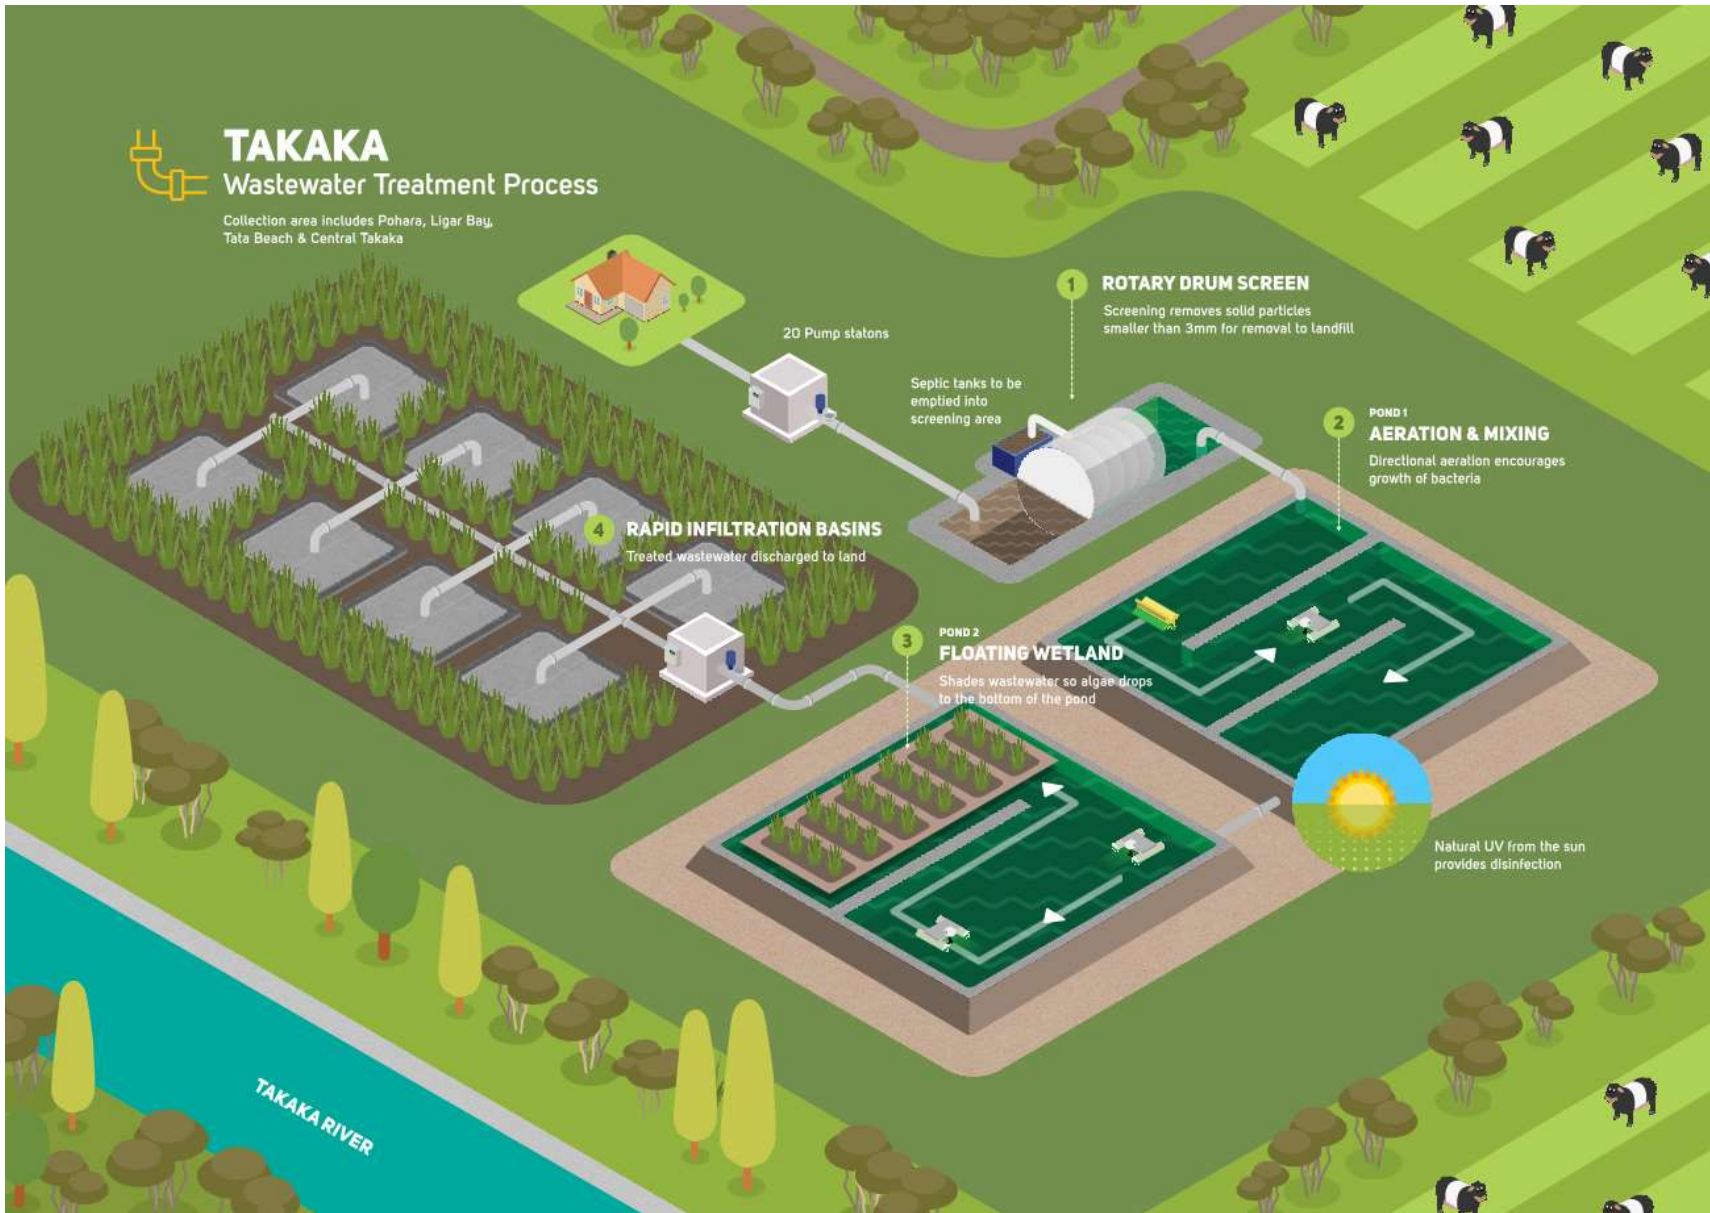 TAKAKA
Wastewater Treatment Process
Collection area includes Pohara, Ligar Bay,
Tata Beach & Central Takaka
20 Pump statons
1
ROTARY DRUM SCREEN
Screening removes solid particles
smaller than 3mm for removal to landfill
Septic tanks to be
emptied into
screening area
2
POND 1
AERATION & MIXING
Directional aeration encourages
growth of bacteria
4
RAPID INFILTRATION BASINS
Treated wastewater discharged to land
3
POND 2
FLOATING WETLAND
Shades wastewater so algae drops
to the bottom of the pond
Natural UV from the sun
provides disinfection
TAKAKA RIVER